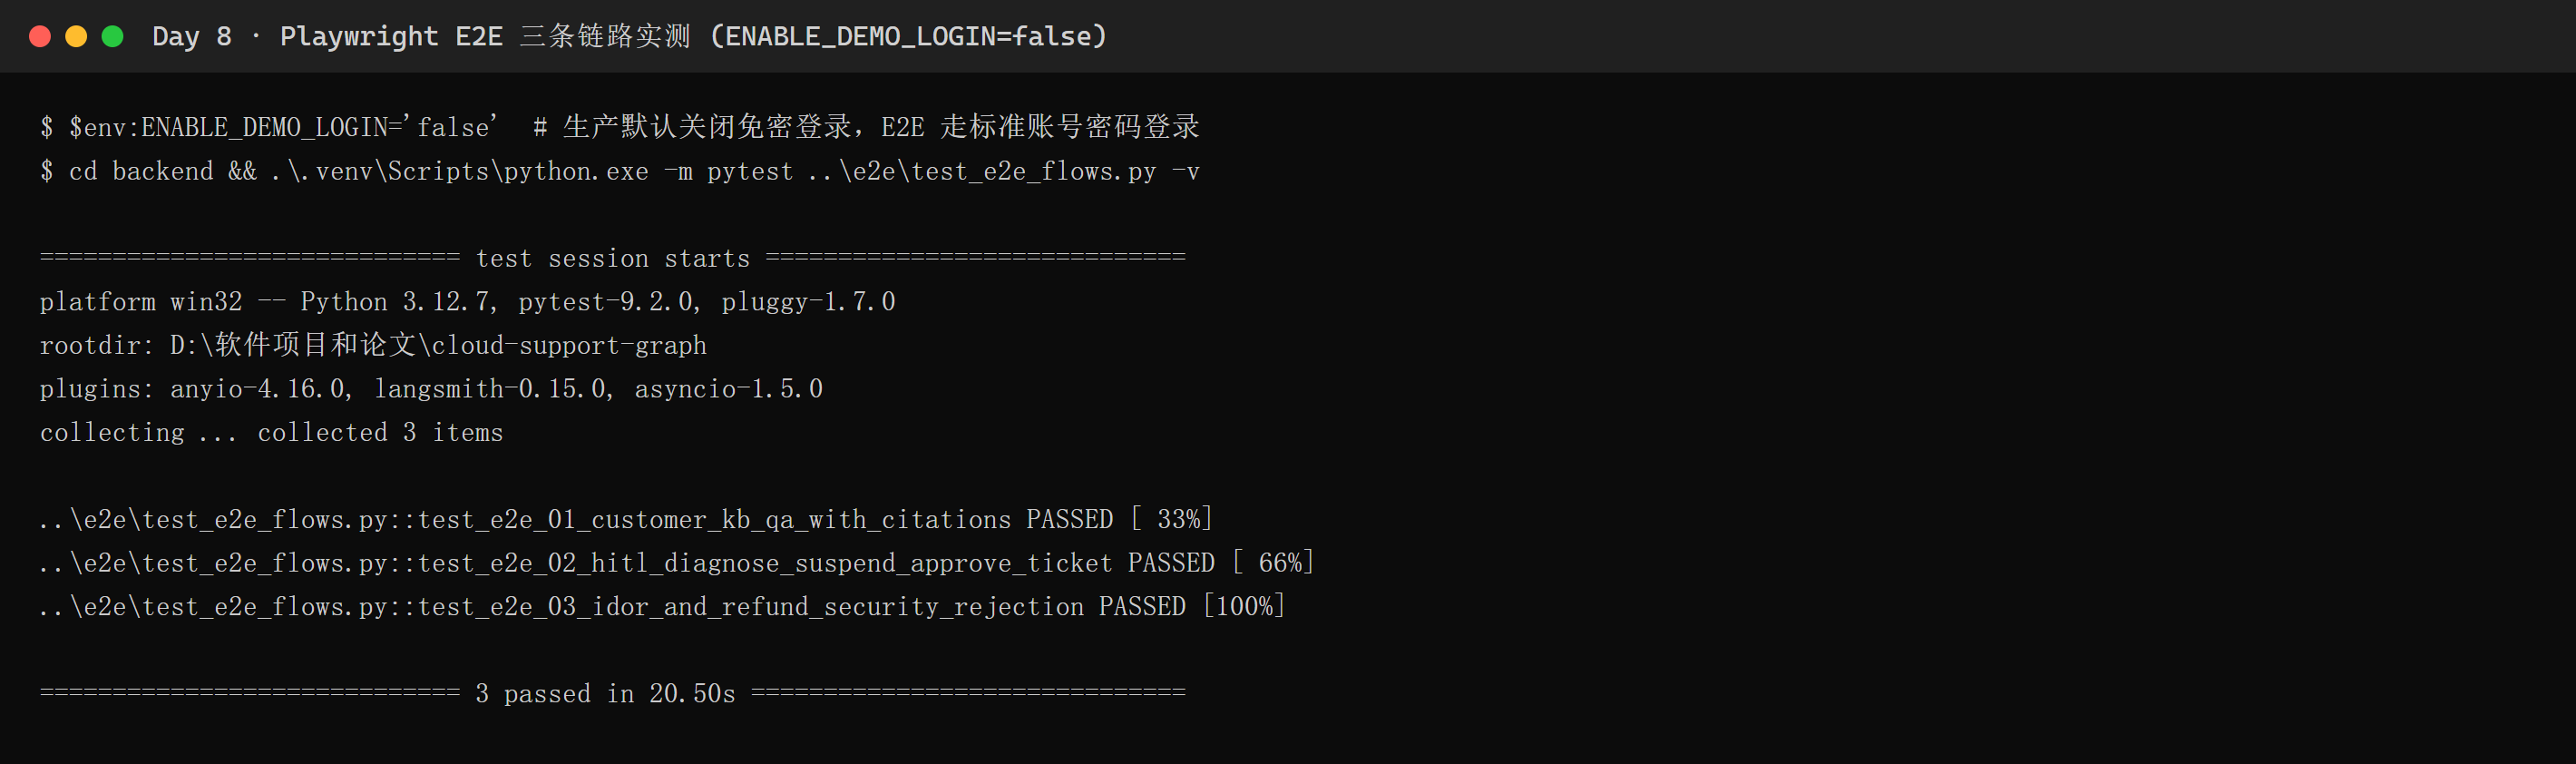 Day 8 · Playwright E2E 三条链路实测 (ENABLE_DEMO_LOGIN=false)
$ $env:ENABLE_DEMO_LOGIN='false'  # 生产默认关闭免密登录，E2E 走标准账号密码登录
$ cd backend && .\.venv\Scripts\python.exe -m pytest ..\e2e\test_e2e_flows.py -v
============================= test session starts =============================
platform win32 -- Python 3.12.7, pytest-9.2.0, pluggy-1.7.0
rootdir: D:\软件项目和论文\cloud-support-graph
plugins: anyio-4.16.0, langsmith-0.15.0, asyncio-1.5.0
collecting ... collected 3 items
..\e2e\test_e2e_flows.py::test_e2e_01_customer_kb_qa_with_citations PASSED [ 33%]
..\e2e\test_e2e_flows.py::test_e2e_02_hitl_diagnose_suspend_approve_ticket PASSED [ 66%]
..\e2e\test_e2e_flows.py::test_e2e_03_idor_and_refund_security_rejection PASSED [100%]
============================= 3 passed in 20.50s ==============================